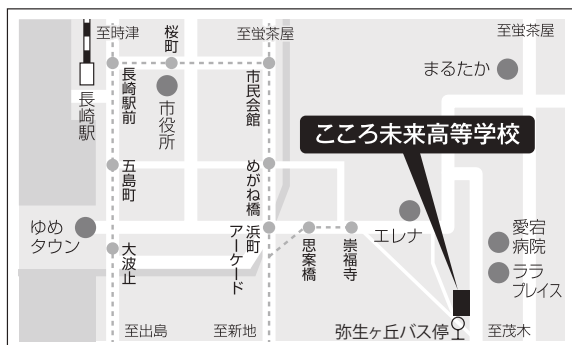 至時津
桜町
至蛍茶屋
至蛍茶屋
まるたか
長崎駅
長崎駅前
市役所
市民会館
こころ未来高等学校
五島町
めがね橋
ゆめ
タウン
大波止
浜町
アーケード
思案橋
崇福寺
エレナ
愛宕
病院
ララ
プレイス
至出島
至新地
弥生ヶ丘バス停
至茂木